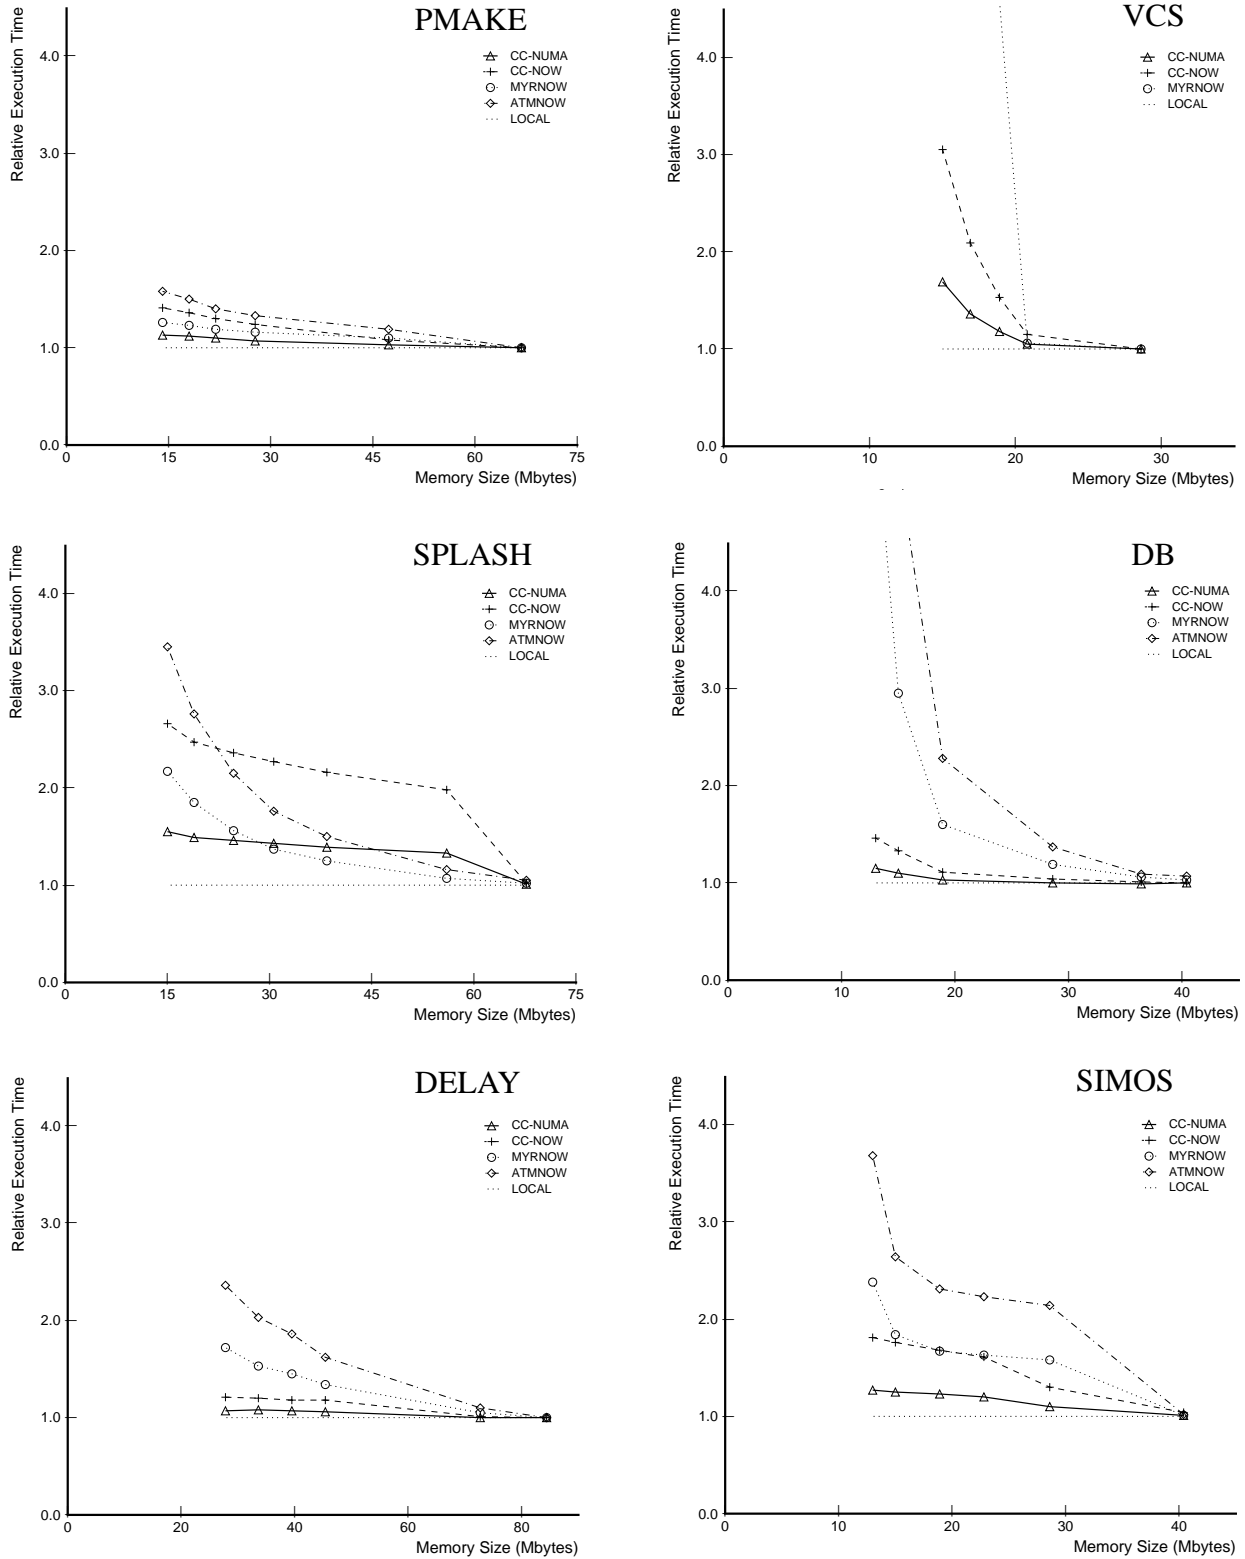 PMAKE
Relative Execution Time
4.0
3.0
2.0
1.0
0.0
CC-NUMA
CC-NOW
MYRNOW
ATMNOW
LOCAL
0 15 30 45 60 75
Memory Size (Mbytes)
VCS
Relative Execution Time
4.0
3.0
2.0
1.0
0.0
CC-NUMA
CC-NOW
MYRNOW
LOCAL
0 10 20 30
Memory Size (Mbytes)
SPLASH
Relative Execution Time
4.0
3.0
2.0
1.0
0.0
CC-NUMA
CC-NOW
MYRNOW
ATMNOW
LOCAL
0 15 30 45 60 75
Memory Size (Mbytes)
DB
Relative Execution Time
4.0
3.0
2.0
1.0
0.0
CC-NUMA
CC-NOW
MYRNOW
ATMNOW
LOCAL
0 10 20 30 40
Memory Size (Mbytes)
DELAY
Relative Execution Time
4.0
3.0
2.0
1.0
0.0
CC-NUMA
CC-NOW
MYRNOW
ATMNOW
LOCAL
0 20 40 60 80
Memory Size (Mbytes)
SIMOS
Relative Execution Time
4.0
3.0
2.0
1.0
0.0
CC-NUMA
CC-NOW
MYRNOW
ATMNOW
LOCAL
0 10 20 30 40
Memory Size (Mbytes)